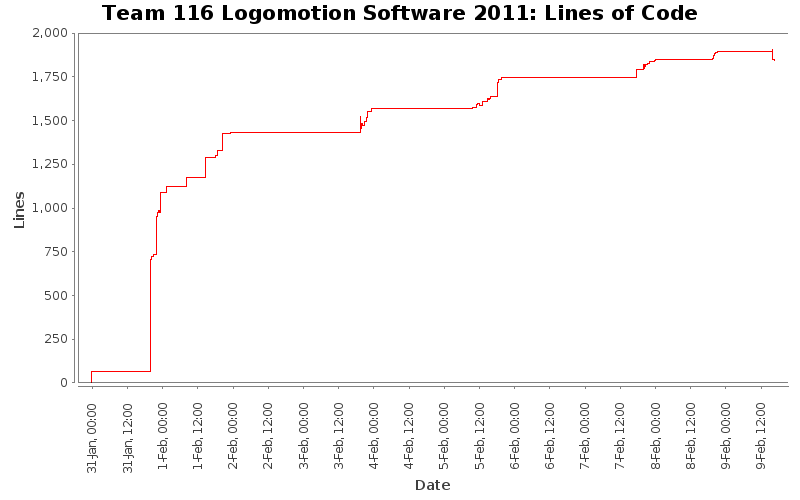 Team 116 Logomotion Software 2011: Lines of Code
2,000
1,750
1,500
1,250
1,000
750
500
250
0
Lines
31-Jan, 00:00
31-Jan, 12:00
1-Feb, 00:00
1-Feb, 12:00
2-Feb, 00:00
2-Feb, 12:00
3-Feb, 00:00
3-Feb, 12:00
4-Feb, 00:00
4-Feb, 12:00
5-Feb, 00:00
5-Feb, 12:00
6-Feb, 00:00
6-Feb, 12:00
7-Feb, 00:00
7-Feb, 12:00
8-Feb, 00:00
8-Feb, 12:00
9-Feb, 00:00
9-Feb, 12:00
Date